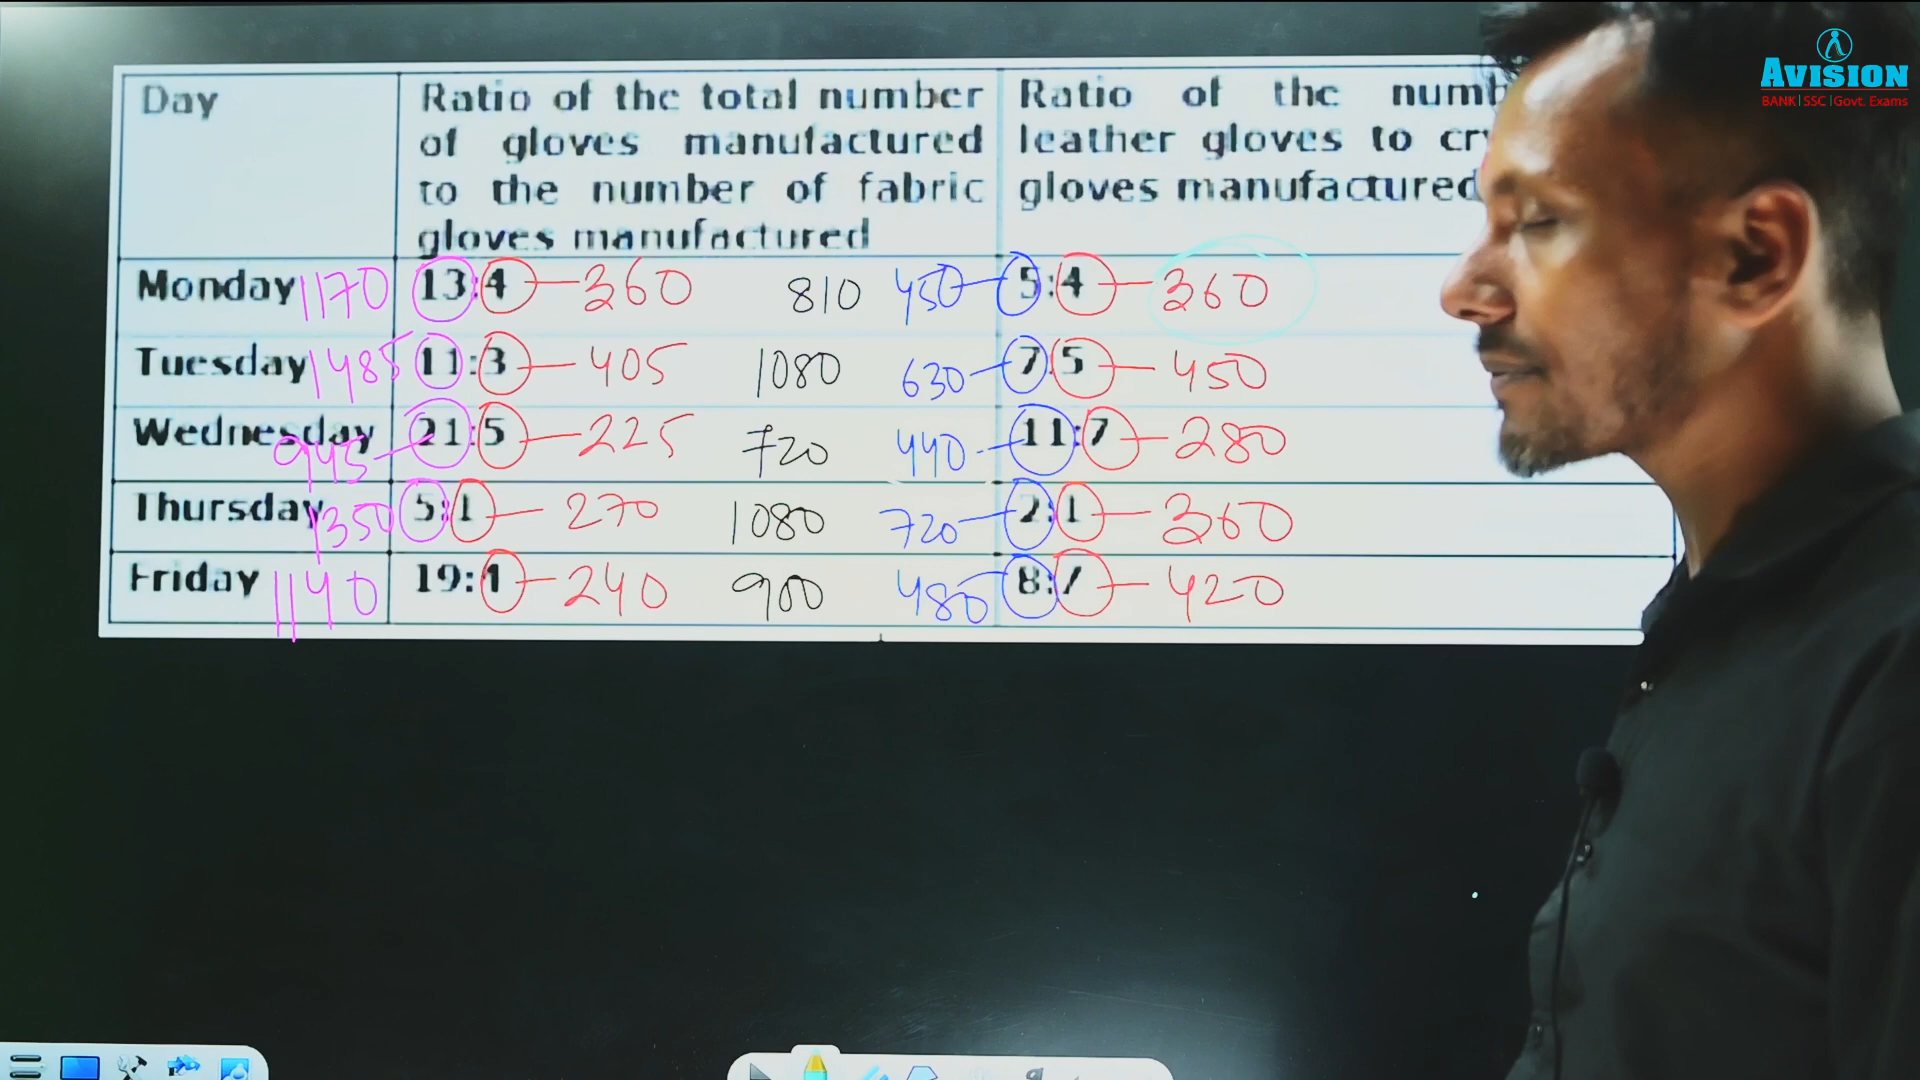 AVISION
BANK|SSC|Govt. Exams
Day
Ratio of the total number
of gloves manufactured
to the number of fabric
gloves manufactured
Ratio of the
leather gloves to
gloves manufactured
Monday 1170 13:4 360 810 450 5:4 360
Tuesday 1485 11:3 405 1080 630 7:5 450
Wednesday 945 21:5 225 720 440 11:7 280
Thursday 1350 5:1 270 1080 720 2:1 360
Friday 1140 19:4 240 900 480 8:7 420